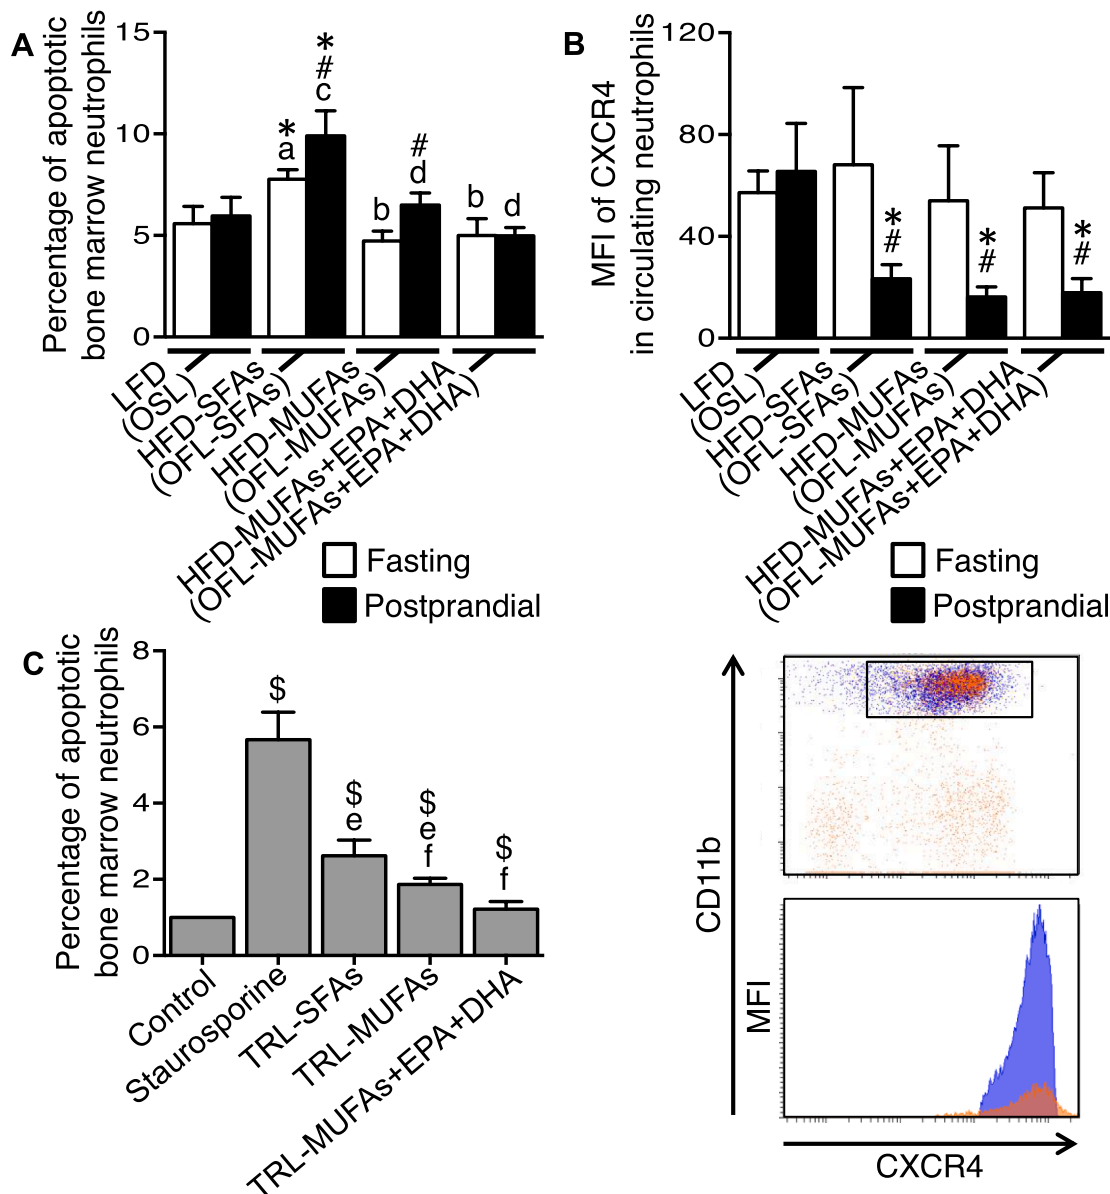 A
Percentage of apoptotic
bone marrow neutrophils
15
10
5
0
*
a
*
#
c
b
#
d
b
d
LFD
(OSL)
HFD-SFAs
(OFL-SFAs)
HFD-MUFAs
(OFL-MUFAs)
HFD-MUFAs+EPA+DHA
(OFL-MUFAs+EPA+DHA)
Fasting
Postprandial
B
MFI of CXCR4
in circulating neutrophils
120
80
40
0
*
#
*
#
*
#
LFD
(OSL)
HFD-SFAs
(OFL-SFAs)
HFD-MUFAs
(OFL-MUFAs)
HFD-MUFAs+EPA+DHA
(OFL-MUFAs+EPA+DHA)
Fasting
Postprandial
C
Percentage of apoptotic
bone marrow neutrophils
8
6
4
2
0
$
$
e
$
e
f
$
f
Control
Staurosporine
TRL-SFAs
TRL-MUFAs
TRL-MUFAs+EPA+DHA
CD11b
MFI
CXCR4